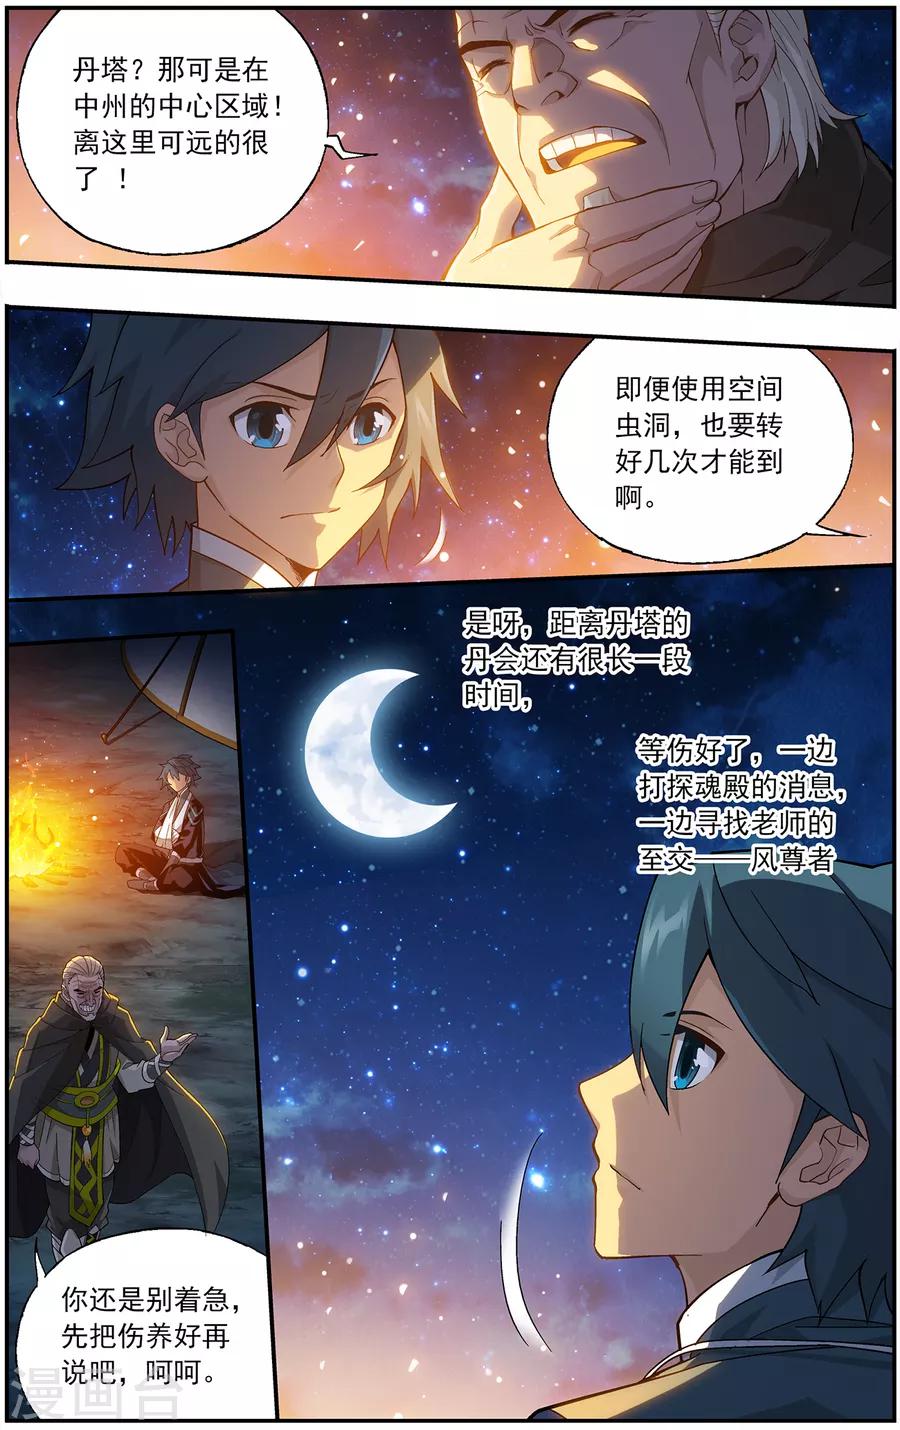 丹塔？那可是在
中州的中心区域！
离这里可远的很
了 ！
即便使用空间
虫洞，也要转
好几次才能到
啊。
是呀，距离丹塔的
丹会还有很长一段
时间，
等伤好了，一边
打探魂殿的消息，
一边寻找老师的
至交——风尊者
你还是别着急，
先把伤养好再
说吧，呵呵。
漫画台